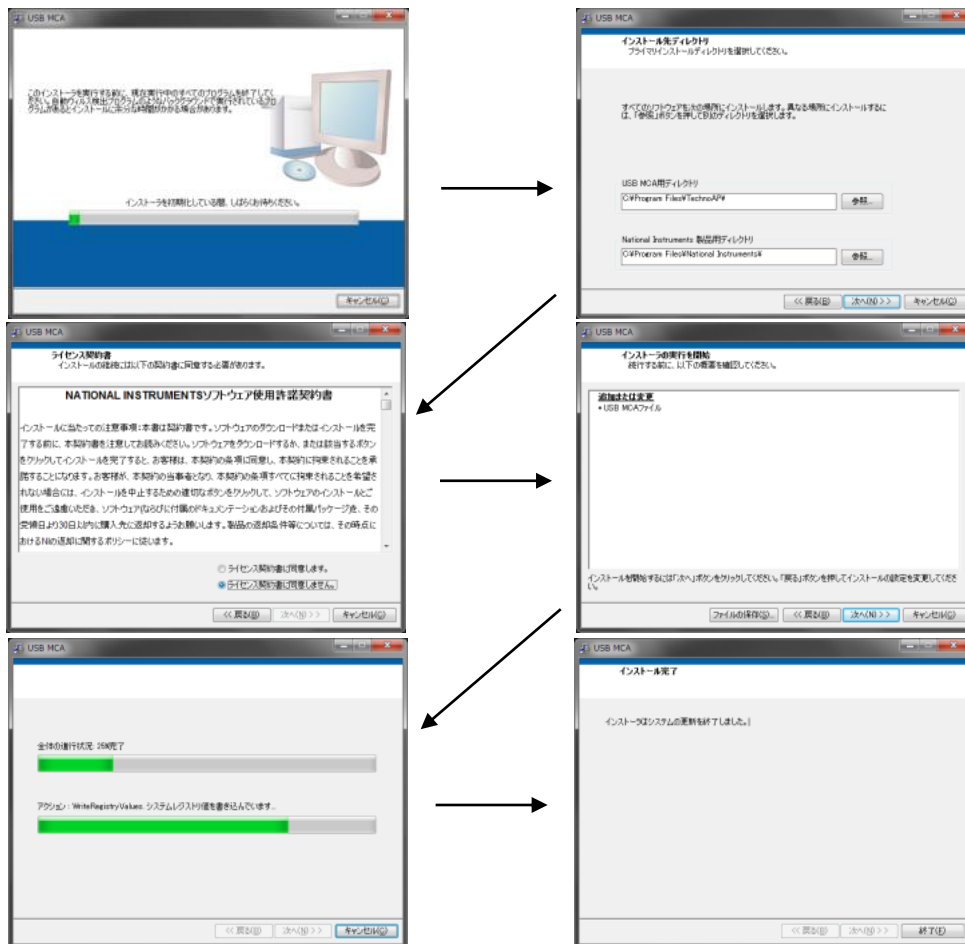 USB MCA
このインストーラを実行する前に、現在実行中のすべてのプログラムを終了してく
ださい。自動ウィルス検出プログラムのようなバックグラウンドで実行されているプロ
グラムがあるとインストールに余分な時間がかかる場合があります。
インストーラを初期化している間、しばらくお待ちください。
キャンセル(C)
USB MCA
インストール先ディレクトリ
プライマリインストールディレクトリを選択してください。
すべてのソフトウェアを次の場所にインストールします。異なる場所にインストールするに
は、「参照」ボタンを押して別のディレクトリを選択します。
USB MCA用ディレクトリ
C:¥Program Files¥TechnoAP¥
参照...
National Instruments 製品用ディレクトリ
C:¥Program Files¥National Instruments¥
参照...
<< 戻る(B) 次へ(N) >> キャンセル(C)
USB MCA
ライセンス契約書
インストールの継続には以下の契約書に同意する必要があります。
NATIONAL INSTRUMENTSソフトウェア使用許諾契約書
インストールに当たっての注意事項:本書は契約書です。ソフトウェアのダウンロードまたはインストールを完
了する前に、本契約書を注意してお読みください。ソフトウェアをダウンロードするか、または該当するボタン
をクリックしてインストールを完了すると、お客様は、本契約の条項に同意し、本契約に拘束されることを承
諾することになります。お客様が、本契約の当事者となり、本契約の条項すべてに拘束されることを希望さ
れない場合には、インストールを中止するための適切なボタンをクリックして、ソフトウェアのインストールとご
使用をご遠慮いただき、ソフトウェア(ならびに付属のドキュメンテーションおよびその付属パッケージ)を、その
受領日より30日以内に購入先に返却するようお願いします。製品の返却条件等については、その時点に
おけるNIの返却に関するポリシーに従います。
ライセンス契約書に同意します。
ライセンス契約書に同意しません。
<< 戻る(B) 次へ(N) >> キャンセル(C)
USB MCA
インストーラの実行を開始
続行する前に、以下の概要を確認してください。
追加または変更
• USB MCAファイル
インストールを開始するには「次へ」ボタンをクリックしてください。「戻る」ボタンを押してインストールの設定を変更してくださ
い。
ファイルの保存(S)... << 戻る(B) 次へ(N) >> キャンセル(C)
USB MCA
全体の進行状況: 25%完了
アクション : WriteRegistryValues. システムレジストリ値を書き込んでいます...
<< 戻る(B) 次へ(N) >> キャンセル(C)
USB MCA
インストール完了
インストーラはシステムの更新を終了しました。
<< 戻る(B) 次へ(N) >> 終了(F)